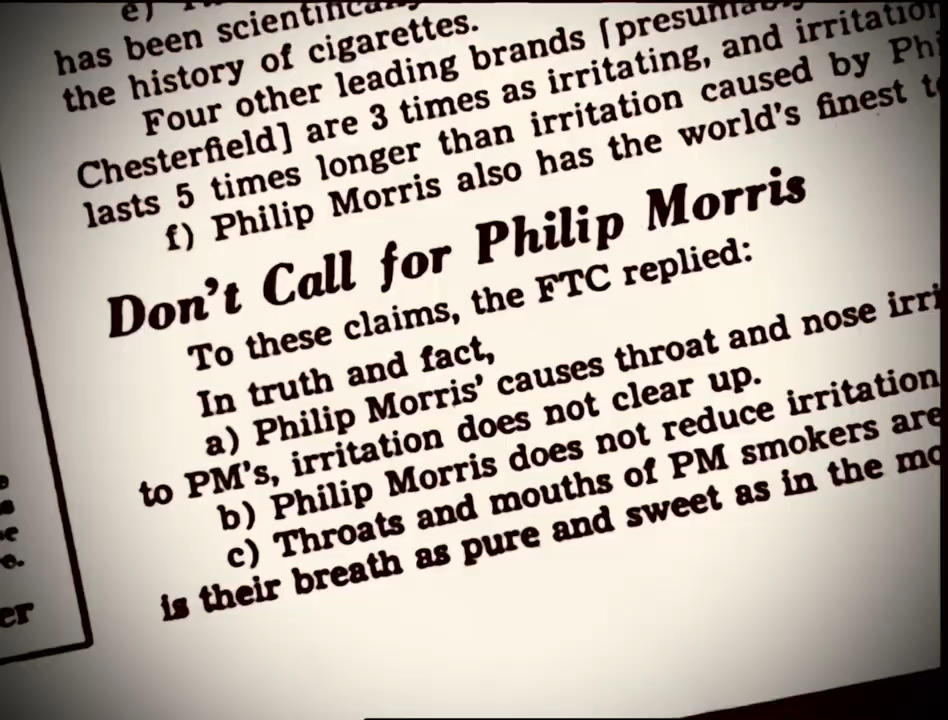 e)
has been scientifically
the history of cigarettes.
Four other leading brands [presumably
Chesterfield] are 3 times as irritating, and irritation
lasts 5 times longer than irritation caused by Phi
f) Philip Morris also has the world's finest t
Don't Call for Philip Morris
To these claims, the FTC replied:
In truth and fact,
a) Philip Morris' causes throat and nose irri
to PM's, irritation does not clear up.
b) Philip Morris does not reduce irritation
c) Throats and mouths of PM smokers are
is their breath as pure and sweet as in the mo
er